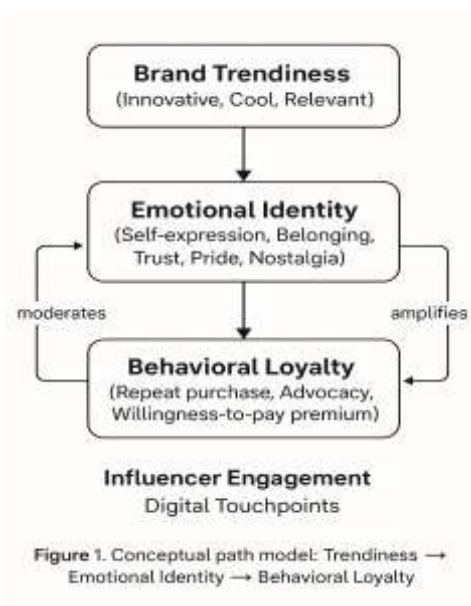 Brand Trendiness
(Innovative, Cool, Relevant)
Emotional Identity
(Self-expression, Belonging,
Trust, Pride, Nostalgia)
moderates
amplifies
Behavioral Loyalty
(Repeat purchase, Advocacy,
Willingness-to-pay premium)
Influencer Engagement
Digital Touchpoints
Figure 1. Conceptual path model: Trendiness →
Emotional Identity → Behavioral Loyalty